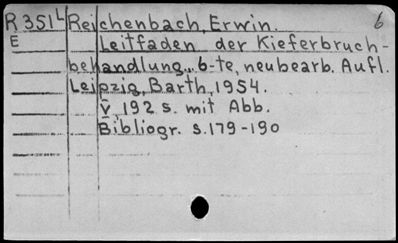 R351L Reichenbach, Erwin. 6
E Leitfaden der Kieferbruch-
behandlung.. 6-te, neubearb. Aufl.
Leipzig, Barth, 1954.
V, 192 s. mit Abb.
Bibliogr. s.179-190